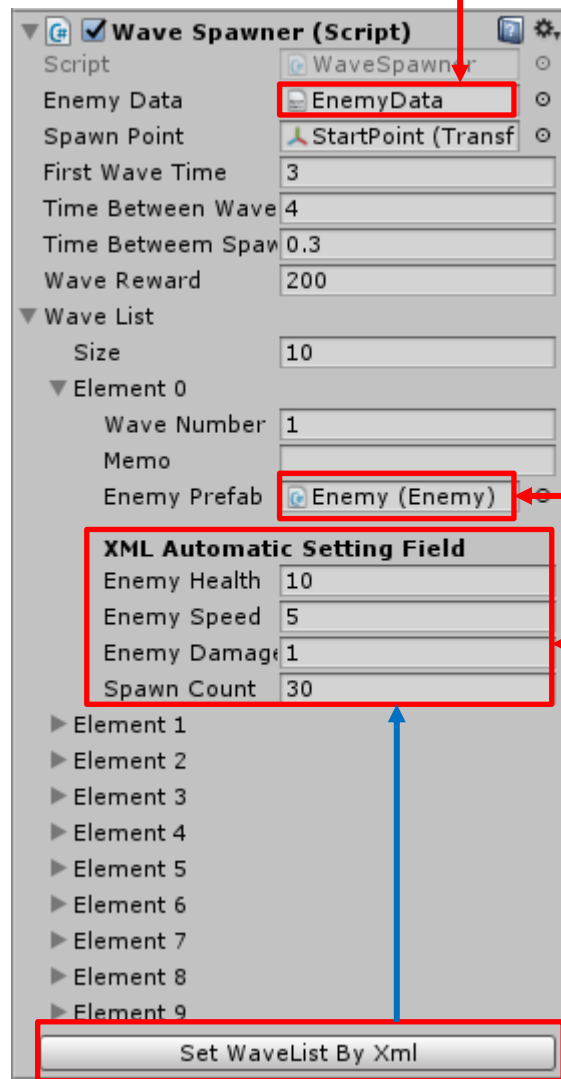 Wave Spawner (Script)
Script WaveSpawner
Enemy Data EnemyData
Spawn Point StartPoint (Transf
First Wave Time 3
Time Between Wave 4
Time Betweem Spaw 0.3
Wave Reward 200
Wave List
Size 10
Element 0
Wave Number 1
Memo
Enemy Prefab Enemy (Enemy)
XML Automatic Setting Field
Enemy Health 10
Enemy Speed 5
Enemy Damage 1
Spawn Count 30
Element 1
Element 2
Element 3
Element 4
Element 5
Element 6
Element 7
Element 8
Element 9
Set WaveList By Xml